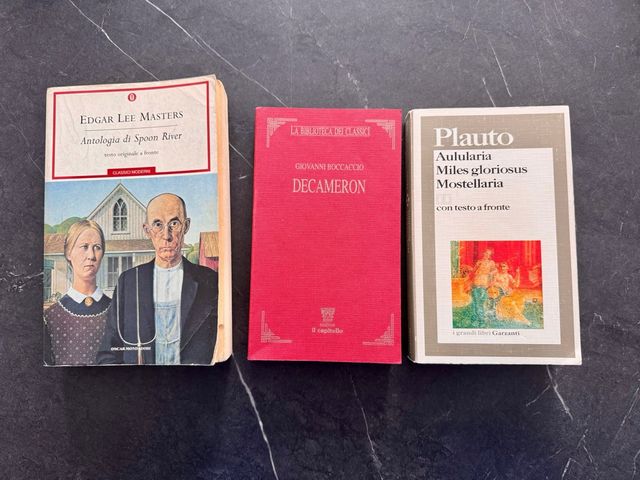 EDGAR LEE MASTERS
Antologia di Spoon River
testo originale a fronte
CLASSICI MODERNI
OSCAR MONDADORI
LA BIBLIOTECA DEI CLASSICI
GIOVANNI BOCCACCIO
DECAMERON
il capitello
Plauto
Aulularia
Miles gloriosus
Mostellaria
con testo a fronte
i grandi libri Garzanti